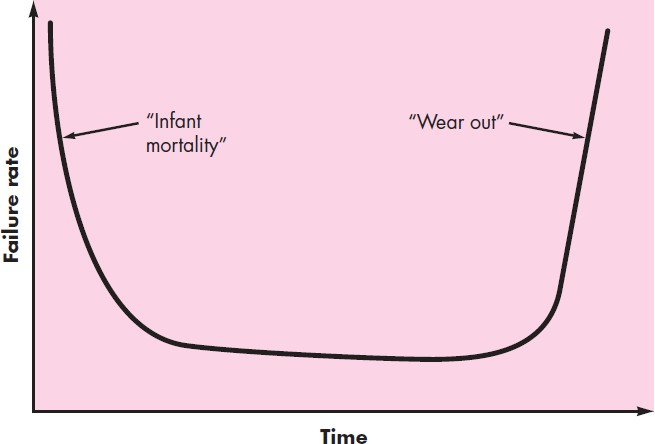 “Infant
mortality”
“Wear out”
Failure rate
Time